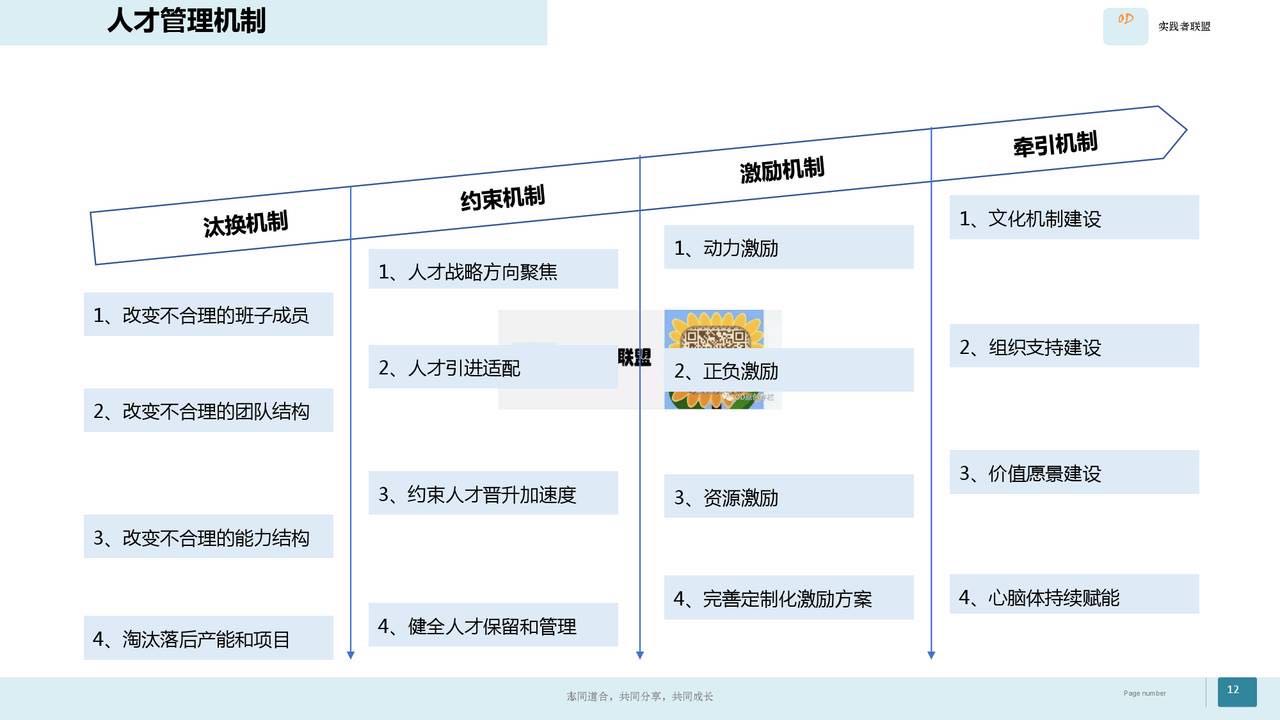 人才管理机制
OD
实践者联盟
汰换机制
约束机制
激励机制
牵引机制
1、改变不合理的班子成员
2、改变不合理的团队结构
3、改变不合理的能力结构
4、淘汰落后产能和项目
1、人才战略方向聚焦
2、人才引进适配
3、约束人才晋升加速度
4、健全人才保留和管理
联盟
1、动力激励
2、正负激励
3、资源激励
4、完善定制化激励方案
1、文化机制建设
2、组织支持建设
3、价值愿景建设
4、心脑体持续赋能
志同道合，共同分享，共同成长
Page number
12